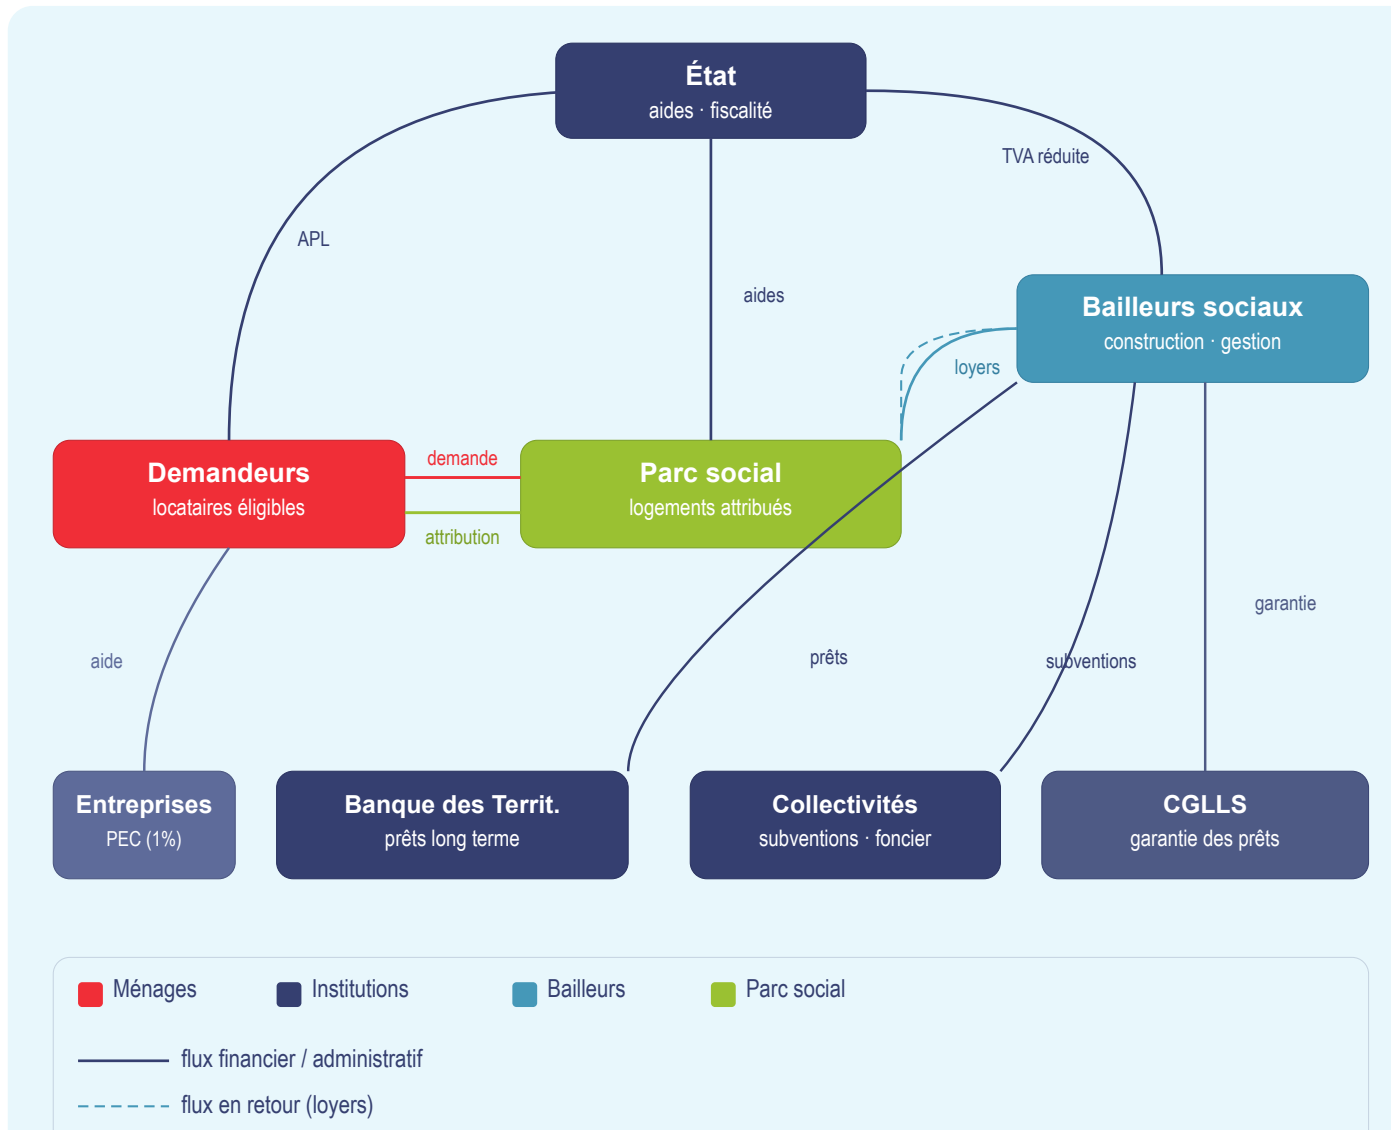 État
aides · fiscalité
TVA réduite
APL
aides
Bailleurs sociaux
construction · gestion
loyers
Demandeurs
locataires éligibles
demande
attribution
Parc social
logements attribués
garantie
aide
prêts
subventions
Entreprises
PEC (1%)
Banque des Territ.
prêts long terme
Collectivités
subventions · foncier
CGLLS
garantie des prêts
Ménages
Institutions
Bailleurs
Parc social
flux financier / administratif
flux en retour (loyers)